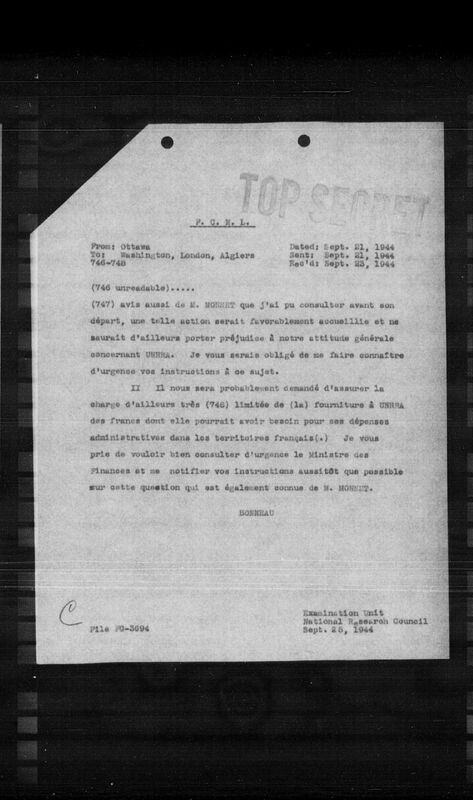 TOP SECRET
F. C. N. L.
From: Ottawa
To: Washington, London, Algiers
746-748
Dated: Sept. 21, 1944
Sent: Sept. 21, 1944
Rec'd: Sept. 23, 1944
(746 unreadable).....
(747) avis aussi de M. MONNET que j'ai pu consulter avant son
départ, une telle action serait favorablement accueillie et ne
saurait d'ailleurs porter préjudice à notre attitude générale
concernant UNRRA. Je vous serais obligé de me faire connaître
d'urgence vos instructions à ce sujet.
II Il nous sera probablement demandé d'assurer la
charge d'ailleurs très (746) limitée de (la) fourniture à UNRRA
des francs dont elle pourrait avoir besoin pour ses dépenses
administratives dans les territoires français(.) Je vous
prie de vouloir bien consulter d'urgence le Ministre des
Finances et me notifier vos instructions aussitôt que possible
sur cette question qui est également connue de M. MONNET.
BONNEAU
C
File FC-3694
Examination Unit
National Research Council
Sept. 25, 1944